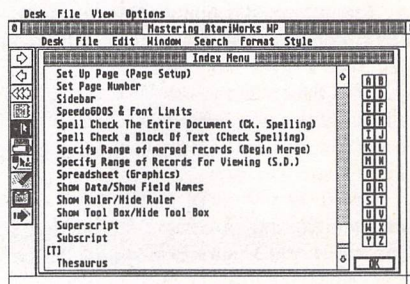 Desk File View Options
Mastering AtariWorks WP
Desk File Edit Window Search Format Style
Index Menu
Set Up Page (Page Setup)
Set Page Number
Sidebar
SpeedoGDOS & Font Limits
Spell Check The Entire Document (Ck. Spelling)
Spell Check a Block Of Text (Check Spelling)
Specify Range of merged records (Begin Merge)
Specify Range of Records For Viewing (S.D.)
Spreadsheet (Graphics)
Show Data/Show Field Names
Show Ruler/Hide Ruler
Show Tool Box/Hide Tool Box
Superscript
Subscript
[T]
Thesaurus
A B
C D
E F
G H
I J
K L
M N
O P
Q R
S T
U V
W X
Y Z
OK